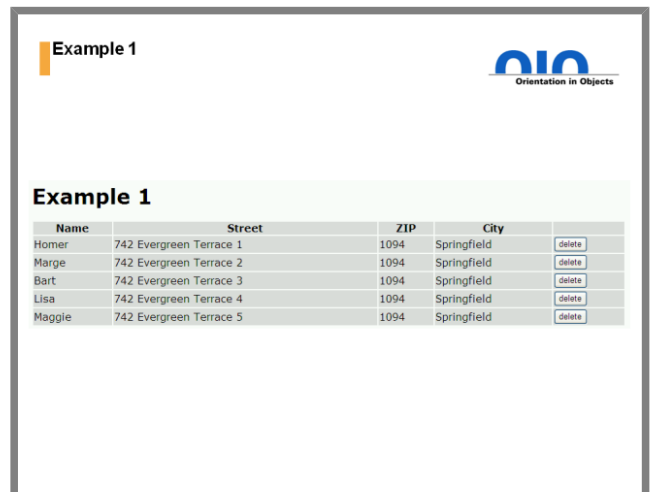 Example 1
OIO
Orientation in Objects
Example 1
Name Street ZIP City
Homer 742 Evergreen Terrace 1 1094 Springfield delete
Marge 742 Evergreen Terrace 2 1094 Springfield delete
Bart 742 Evergreen Terrace 3 1094 Springfield delete
Lisa 742 Evergreen Terrace 4 1094 Springfield delete
Maggie 742 Evergreen Terrace 5 1094 Springfield delete